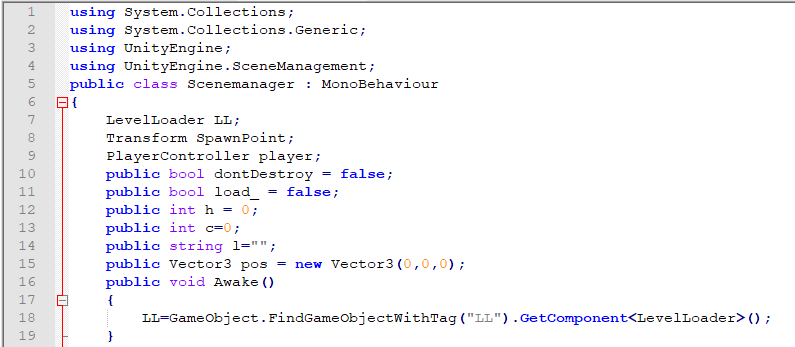 1 using System.Collections;
2 using System.Collections.Generic;
3 using UnityEngine;
4 using UnityEngine.SceneManagement;
5 public class Scenemanager : MonoBehaviour
6 {
7 LevelLoader LL;
8 Transform SpawnPoint;
9 PlayerController player;
10 public bool dontDestroy = false;
11 public bool load_ = false;
12 public int h = 0;
13 public int c=0;
14 public string l="";
15 public Vector3 pos = new Vector3(0,0,0);
16 public void Awake()
17 {
18 LL=GameObject.FindGameObjectWithTag("LL").GetComponent<LevelLoader>();
19 }